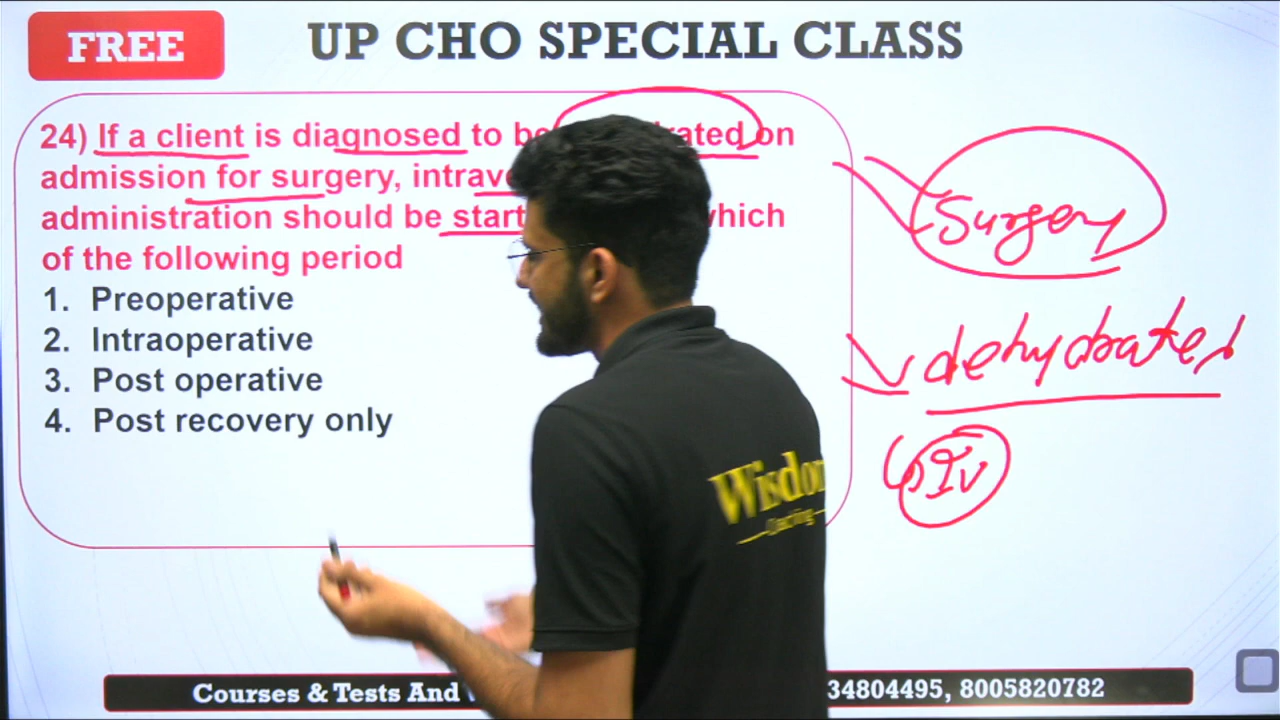 FREE
UP CHO SPECIAL CLASS
24) If a client is diagnosed to be on
admission for surgery,
administration should be
of the following period
1. Preoperative
2. Intraoperative
3. Post operative
4. Post recovery only
Surgery
dehydrated
IV
Wisdom
Coaching
Courses & Tests And 34804495, 8005820782